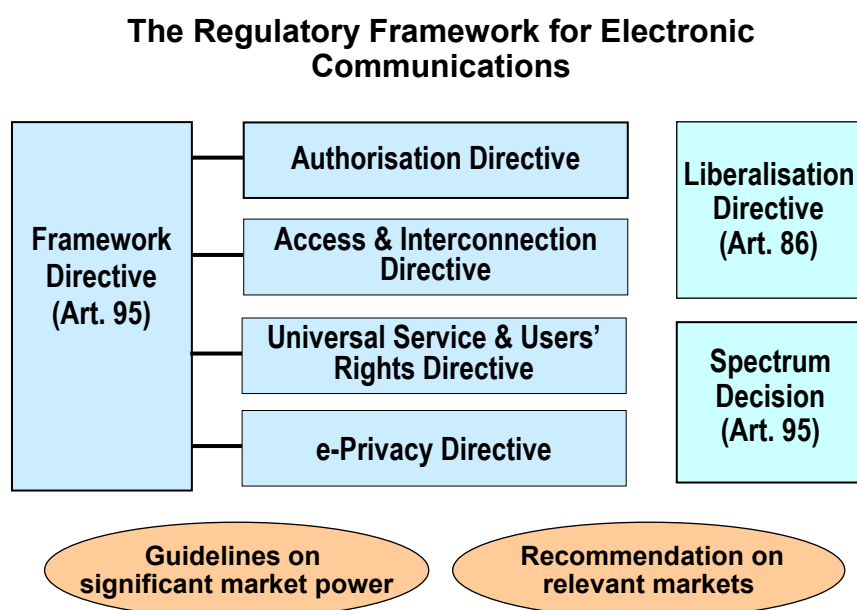 The Regulatory Framework for Electronic
Communications
Framework
Directive
(Art. 95)
Authorisation Directive
Access & Interconnection
Directive
Universal Service & Users’
Rights Directive
e-Privacy Directive
Liberalisation
Directive
(Art. 86)
Spectrum
Decision
(Art. 95)
Guidelines on
significant market power
Recommendation on
relevant markets